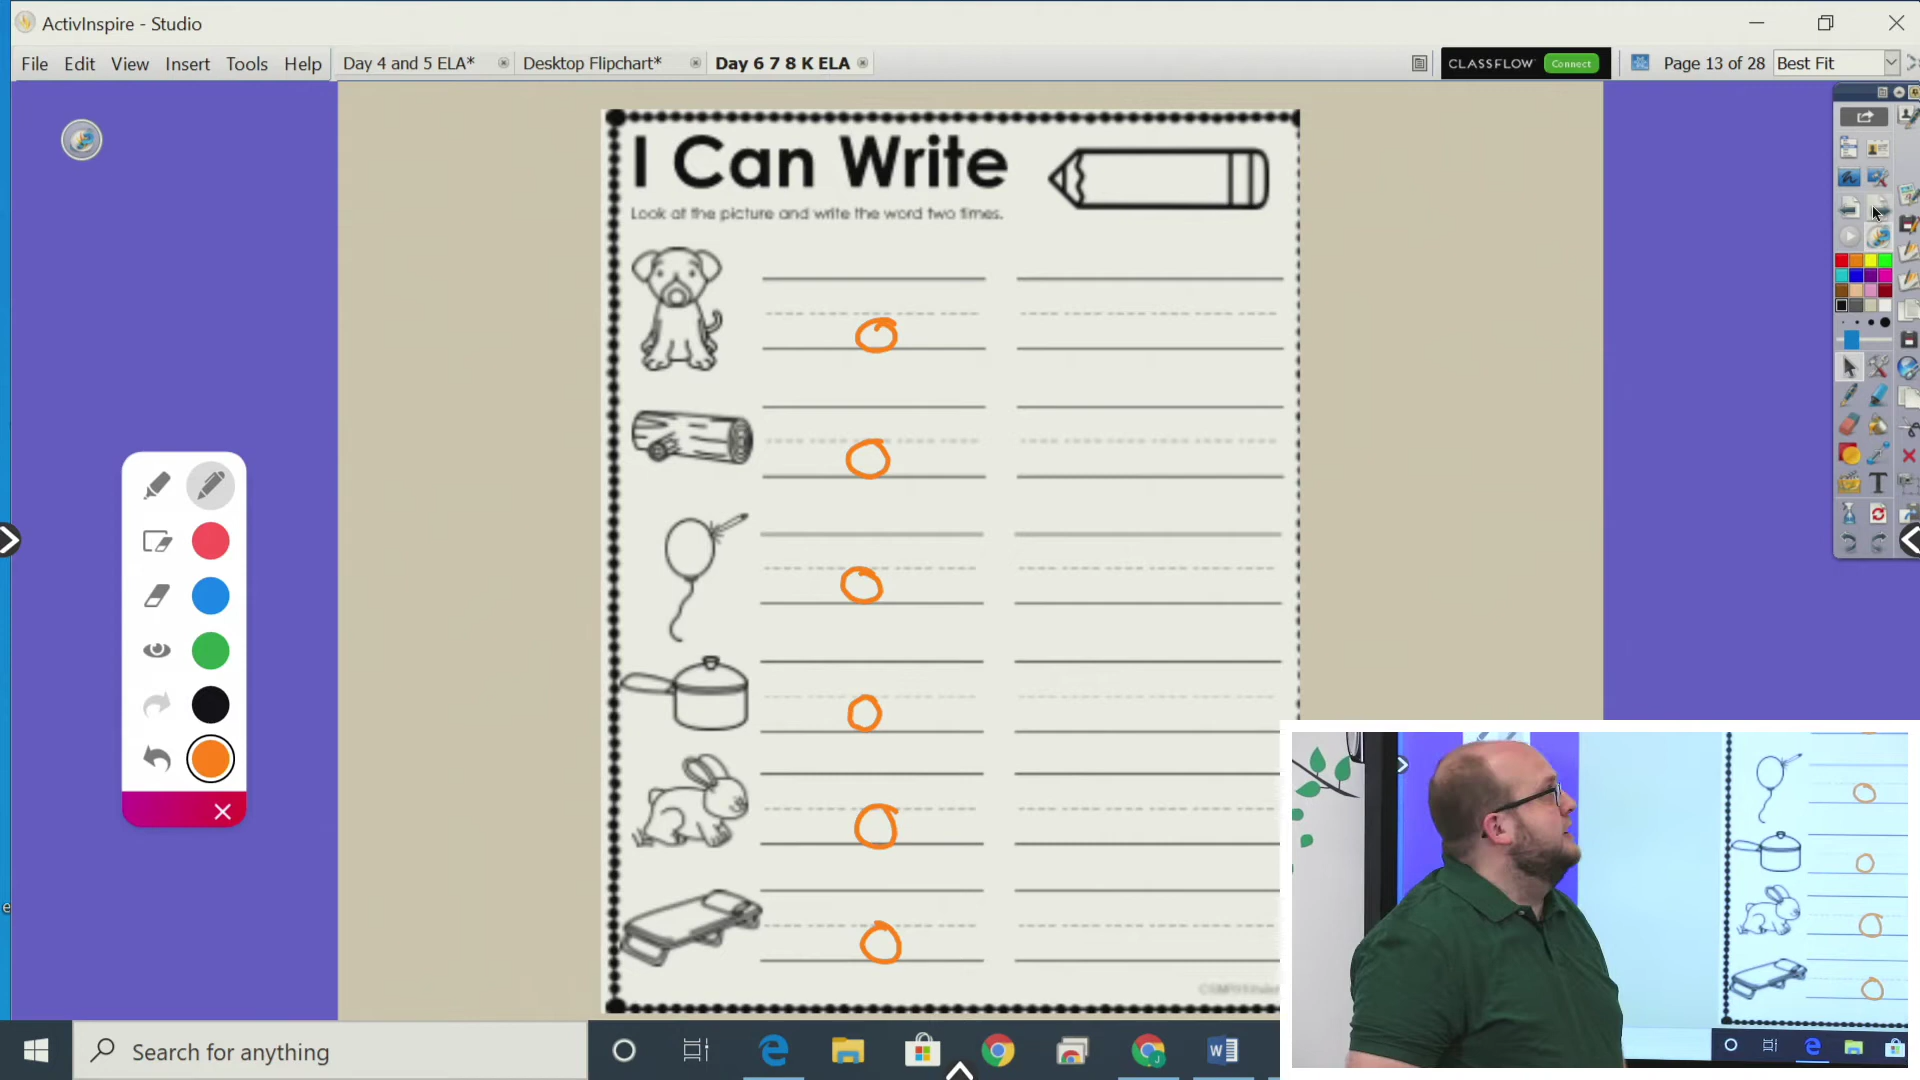 ActivInspire - Studio
File Edit View Insert Tools Help
Day 4 and 5 ELA* Desktop Flipchart* Day 6 7 8 K ELA
CLASSFLOW Connect
Page 13 of 28 Best Fit
I Can Write
Look at the picture and write the word two times.
o
o
o
o
o
o
Search for anything